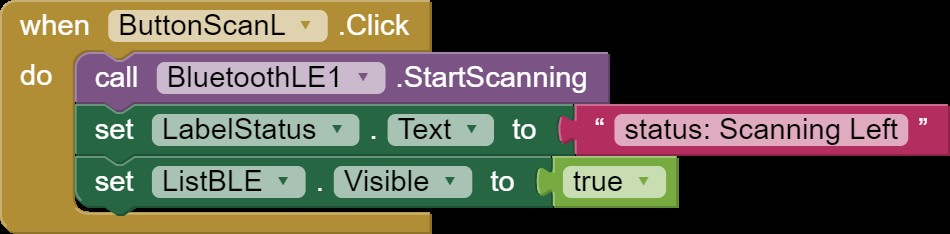 when ButtonScanL .Click
do call BluetoothLE1 .StartScanning
set LabelStatus . Text to “ status: Scanning Left ”
set ListBLE . Visible to true